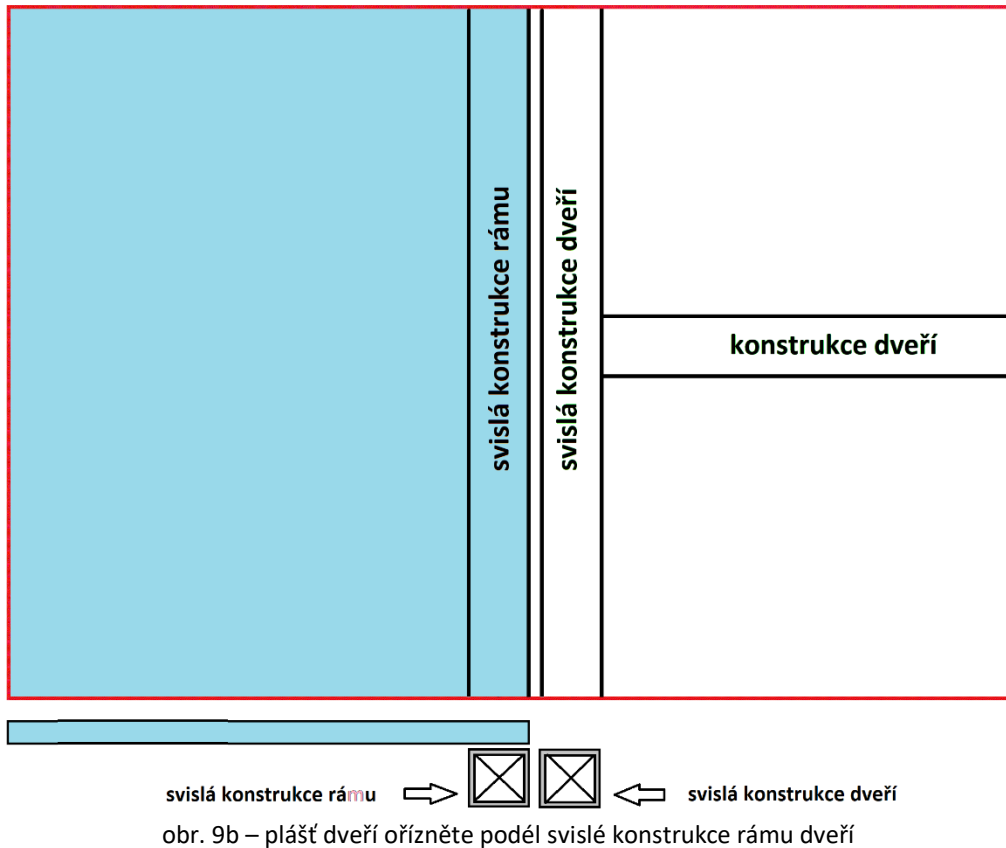 svislá konstrukce rámu
svislá konstrukce dveří
konstrukce dveří
svislá konstrukce rámu
svislá konstrukce dveří
obr. 9b – plášť dveří ořízněte podél svislé konstrukce rámu dveří